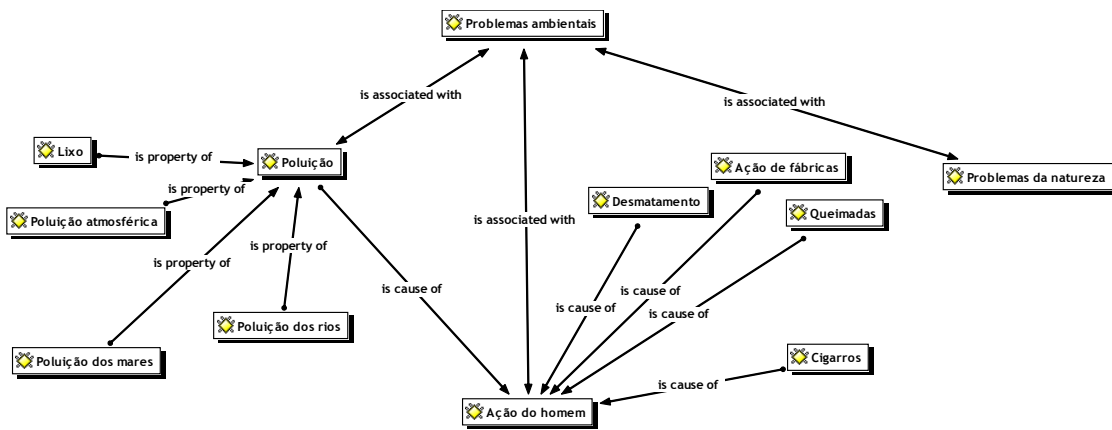 Problemas ambientais
is associated with
is associated with
Lixo
is property of
Poluição
Ação de fábricas
Problemas da natureza
is property of
Desmatamento
Queimadas
Poluição atmosférica
is associated with
is property of
is property of
is cause of
is cause of
is cause of
is cause of
Poluição dos rios
Poluição dos mares
Cigarros
is cause of
Ação do homem